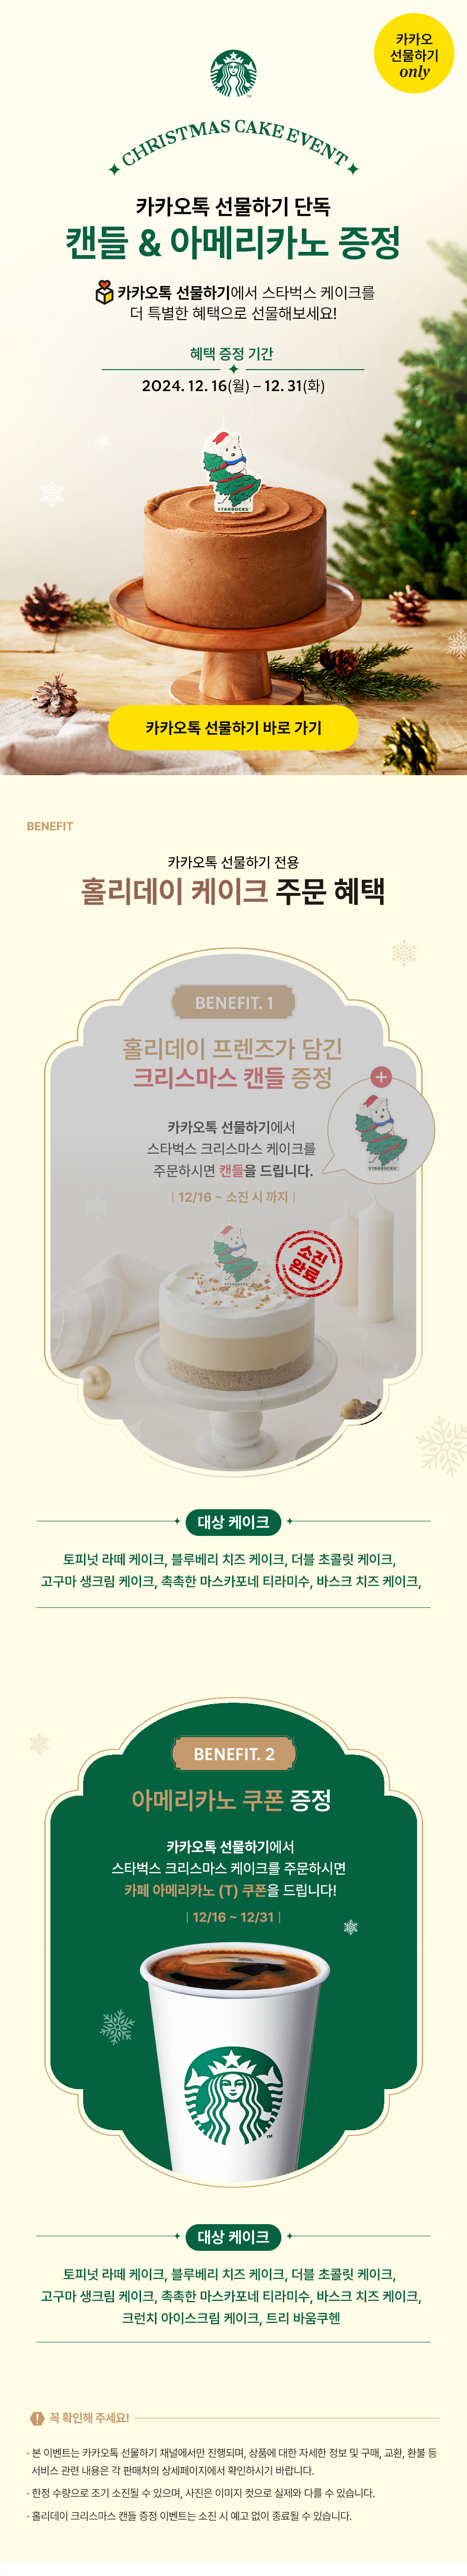 카카오
선물하기
only
CHRISTMAS CAKE EVENT
카카오톡 선물하기 단독
캔들 & 아메리카노 증정
카카오톡 선물하기에서 스타벅스 케이크를
더 특별한 혜택으로 선물해보세요!
혜택 증정 기간
2024. 12. 16(월) – 12. 31(화)
STARBUCKS
카카오톡 선물하기 바로 가기
BENEFIT
카카오톡 선물하기 전용
홀리데이 케이크 주문 혜택
BENEFIT. 1
홀리데이 프렌즈가 담긴
크리스마스 캔들 증정
카카오톡 선물하기에서
스타벅스 크리스마스 케이크를
주문하시면 캔들을 드립니다.
| 12/16 ~ 소진 시 까지 |
STARBUCKS
소진
완료
STARBUCKS
대상 케이크
토피넛 라떼 케이크, 블루베리 치즈 케이크, 더블 초콜릿 케이크,
고구마 생크림 케이크, 촉촉한 마스카포네 티라미수, 바스크 치즈 케이크,
BENEFIT. 2
아메리카노 쿠폰 증정
카카오톡 선물하기에서
스타벅스 크리스마스 케이크를 주문하시면
카페 아메리카노 (T) 쿠폰을 드립니다!
| 12/16 ~ 12/31 |
TM
대상 케이크
토피넛 라떼 케이크, 블루베리 치즈 케이크, 더블 초콜릿 케이크,
고구마 생크림 케이크, 촉촉한 마스카포네 티라미수, 바스크 치즈 케이크,
크런치 아이스크림 케이크, 트리 바움쿠헨
! 꼭 확인해 주세요!
· 본 이벤트는 카카오톡 선물하기 채널에서만 진행되며, 상품에 대한 자세한 정보 및 구매, 교환, 환불 등
서비스 관련 내용은 각 판매처의 상세페이지에서 확인하시기 바랍니다.
· 한정 수량으로 조기 소진될 수 있으며, 사진은 이미지 컷으로 실제와 다를 수 있습니다.
· 홀리데이 크리스마스 캔들 증정 이벤트는 소진 시 예고 없이 종료될 수 있습니다.